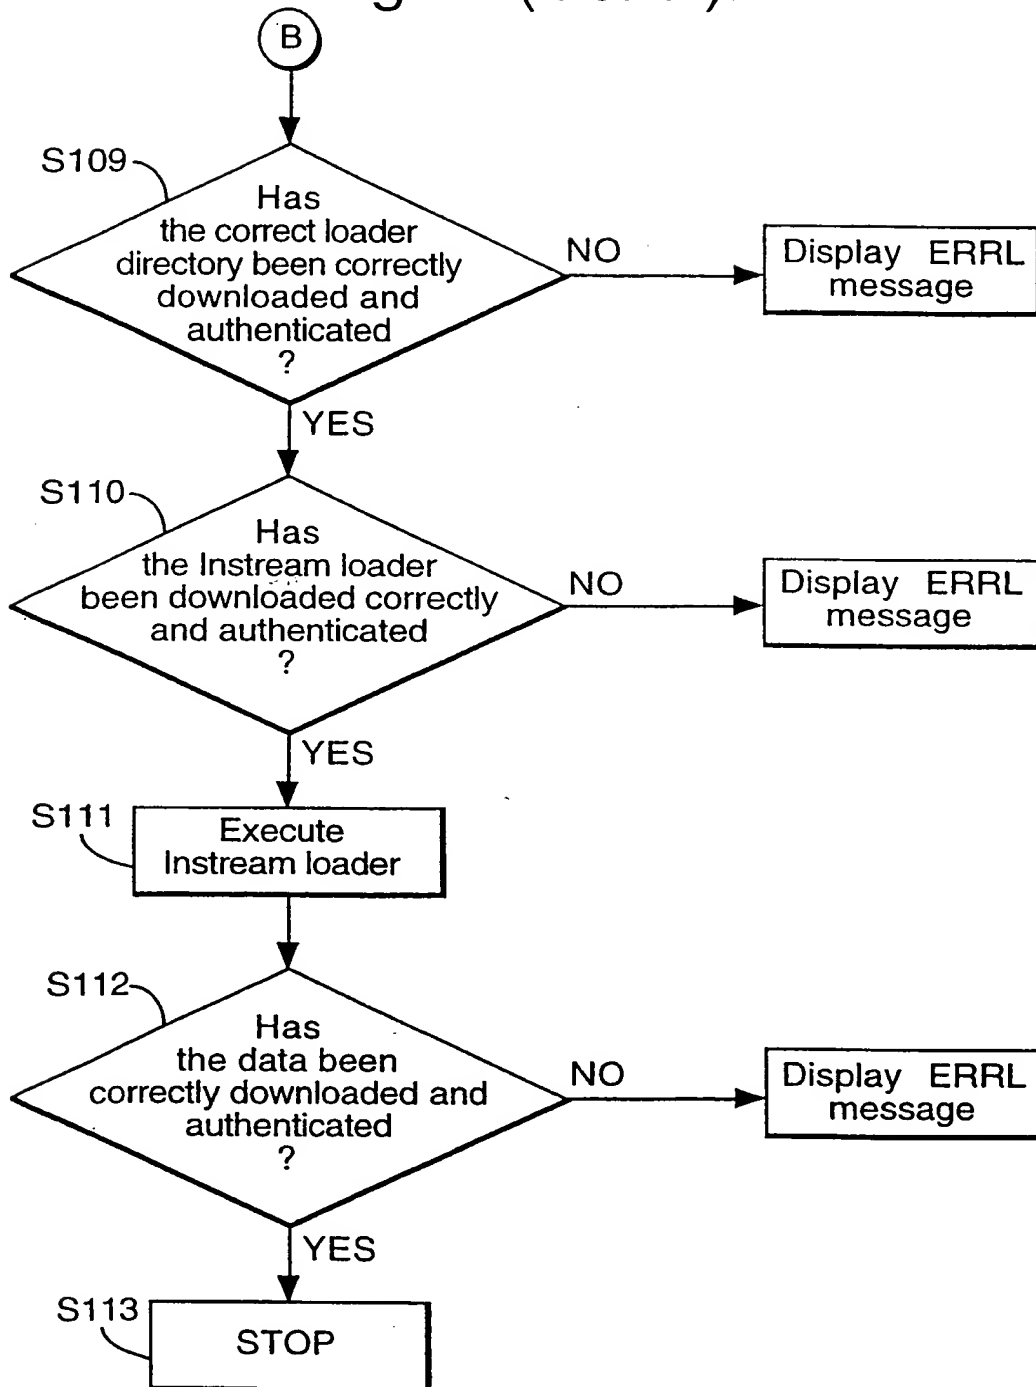 B
S109
Has
the correct loader
directory been correctly
downloaded and
authenticated
?
NO
Display ERRL
message
YES
S110
Has
the Instream loader
been downloaded correctly
and authenticated
?
NO
Display ERRL
message
YES
S111
Execute
Instream loader
S112
Has
the data been
correctly downloaded and
authenticated
?
NO
Display ERRL
message
YES
S113
STOP